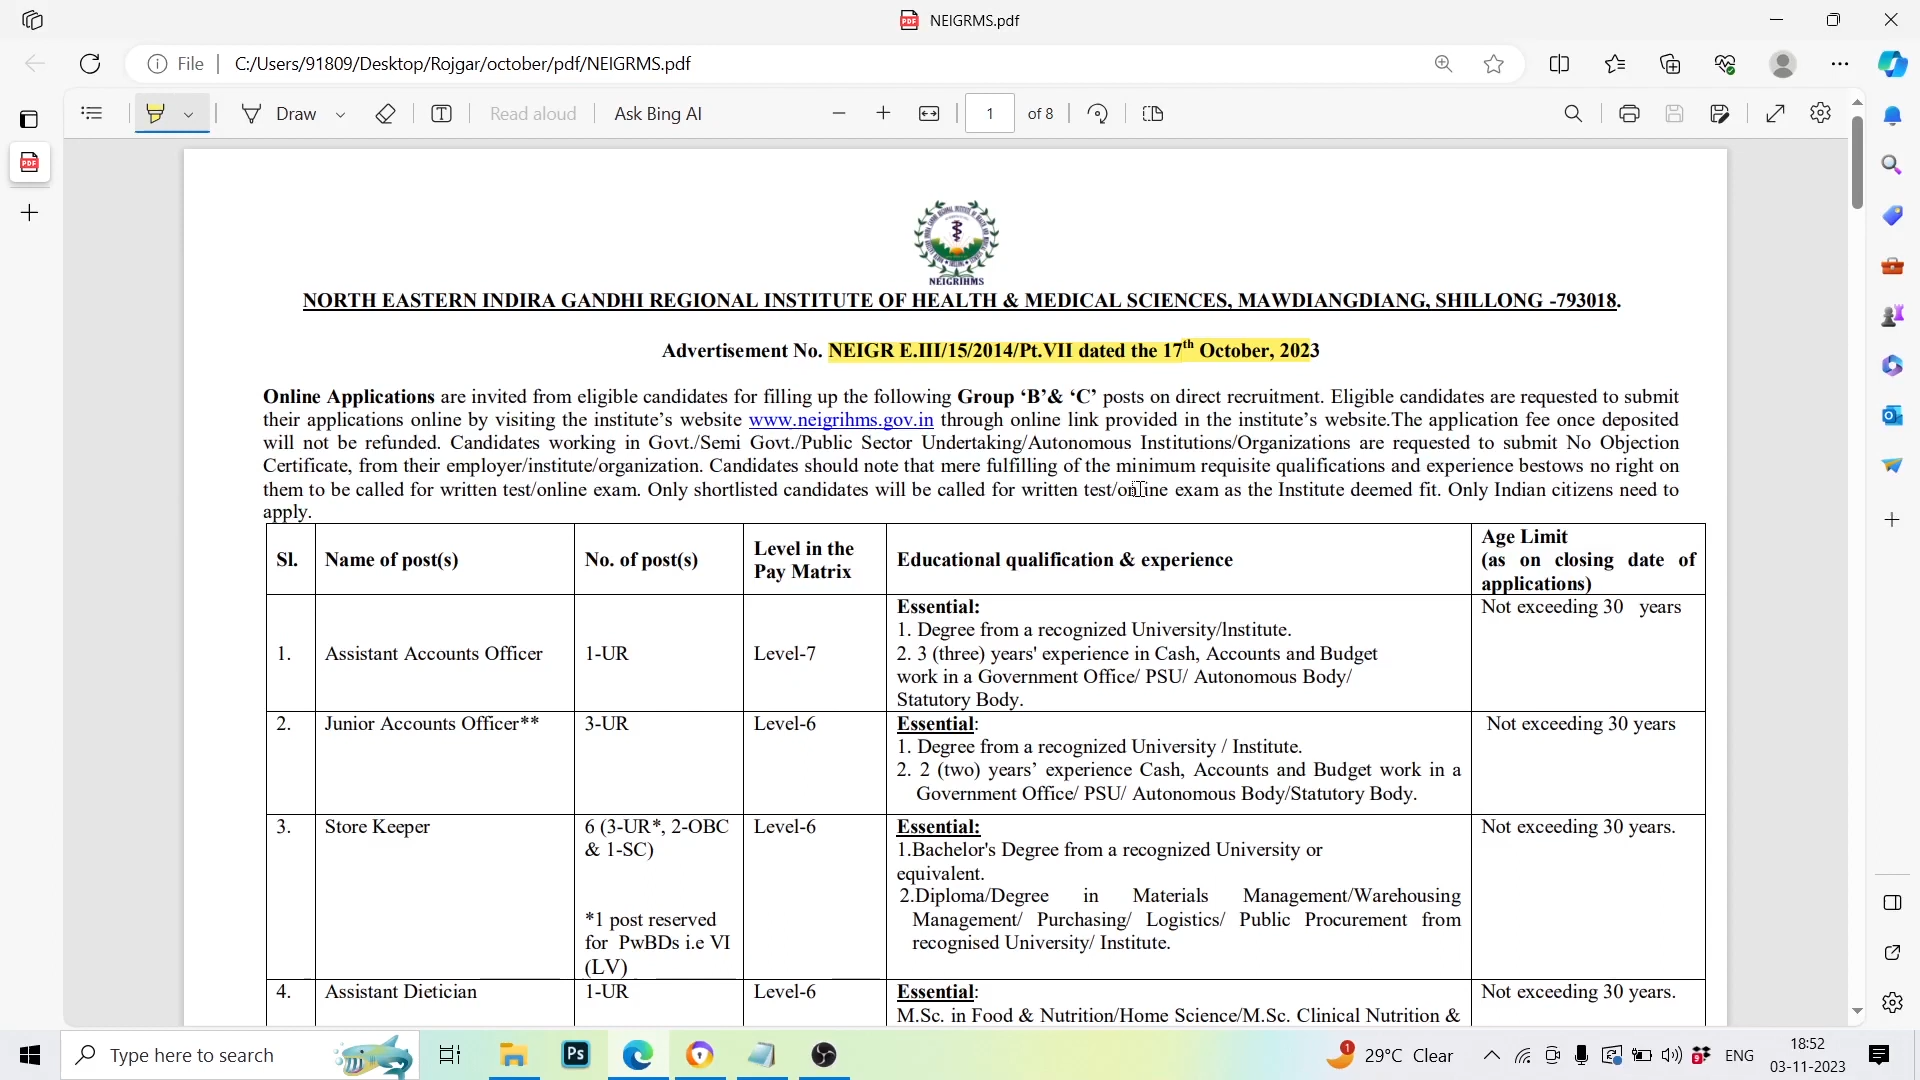 NEIGRMS.pdf
File
C:/Users/91809/Desktop/Rojgar/october/pdf/NEIGRMS.pdf
Draw
Read aloud
Ask Bing AI
1
of 8
NEIGRIHMS
NORTH EASTERN INDIRA GANDHI REGIONAL INSTITUTE OF HEALTH & MEDICAL SCIENCES, MAWDIANGDIANG, SHILLONG -793018.
Advertisement No. NEIGR E.III/15/2014/Pt.VII dated the 17th October, 2023
Online Applications are invited from eligible candidates for filling up the following Group ‘B’& ‘C’ posts on direct recruitment. Eligible candidates are requested to submit
their applications online by visiting the institute’s website www.neigrihms.gov.in through online link provided in the institute’s website.The application fee once deposited
will not be refunded. Candidates working in Govt./Semi Govt./Public Sector Undertaking/Autonomous Institutions/Organizations are requested to submit No Objection
Certificate, from their employer/institute/organization. Candidates should note that mere fulfilling of the minimum requisite qualifications and experience bestows no right on
them to be called for written test/online exam. Only shortlisted candidates will be called for written test/online exam as the Institute deemed fit. Only Indian citizens need to
apply.
Sl.
Name of post(s)
No. of post(s)
Level in the
Pay Matrix
Educational qualification & experience
Age Limit
(as on closing date of
applications)
1.
Assistant Accounts Officer
1-UR
Level-7
Essential:
1. Degree from a recognized University/Institute.
2. 3 (three) years' experience in Cash, Accounts and Budget
work in a Government Office/ PSU/ Autonomous Body/
Statutory Body.
Not exceeding 30 years
2.
Junior Accounts Officer**
3-UR
Level-6
Essential:
1. Degree from a recognized University / Institute.
2. 2 (two) years’ experience Cash, Accounts and Budget work in a
Government Office/ PSU/ Autonomous Body/Statutory Body.
Not exceeding 30 years
3.
Store Keeper
6 (3-UR*, 2-OBC
& 1-SC)
*1 post reserved
for PwBDs i.e VI
(LV)
Level-6
Essential:
1.Bachelor's Degree from a recognized University or
equivalent.
2.Diploma/Degree in Materials Management/Warehousing
Management/ Purchasing/ Logistics/ Public Procurement from
recognised University/ Institute.
Not exceeding 30 years.
4.
Assistant Dietician
1-UR
Level-6
Essential:
M.Sc. in Food & Nutrition/Home Science/M.Sc. Clinical Nutrition &
Not exceeding 30 years.
Type here to search
Ps
1
29°C Clear
ENG
18:52
03-11-2023